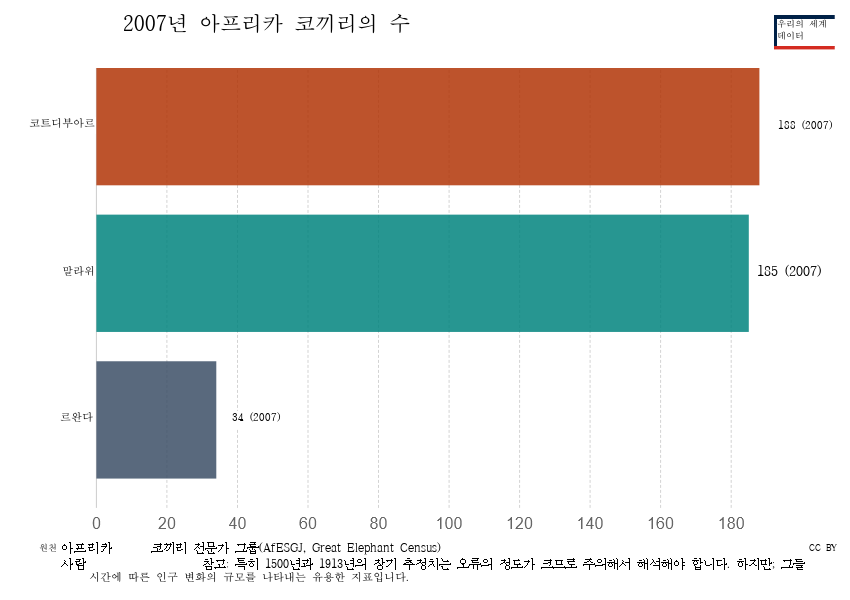 2007년 아프리카 코끼리의 수
우리의 세계
데이터
코트디부아르
188 (2007)
말라위
185 (2007)
르완다
34 (2007)
0 20 40 60 80 100 120 140 160 180
원천 아프리카 코끼리 전문가 그룹(AfESGJ, Great Elephant Census) CC BY
사람 참고: 특히 1500년과 1913년의 장기 추정치는 오류의 정도가 크므로 주의해서 해석해야 합니다. 하지만; 그들
시간에 따른 인구 변화의 규모를 나타내는 유용한 지표입니다.